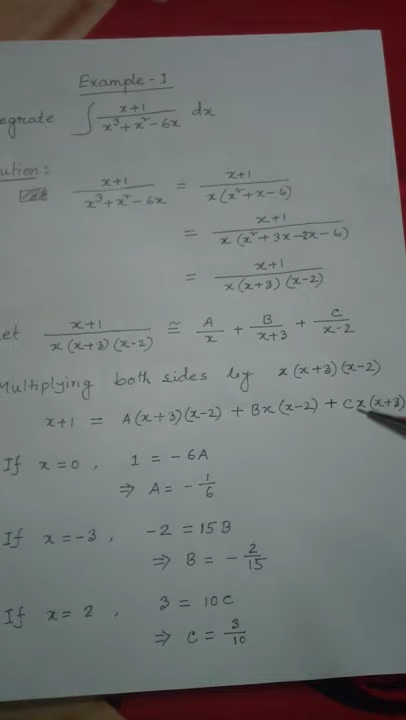 Example-1
egrate ∫ x+1 / x³+x²-6x dx
ution:
x+1 / x³+x²-6x = x+1 / x(x²+x-6)
= x+1 / x(x²+3x-2x-6)
= x+1 / x(x+3)(x-2)
et x+1 / x(x+3)(x-2) ≅ A/x + B/x+3 + C/x-2
Multiplying both sides by x(x+3)(x-2)
x+1 = A(x+3)(x-2) + Bx(x-2) + Cx(x+3)
If x=0, 1 = -6A
⇒ A = -1/6
If x=-3, -2 = 15B
⇒ B = -2/15
If x=2, 3 = 10C
⇒ C = 3/10